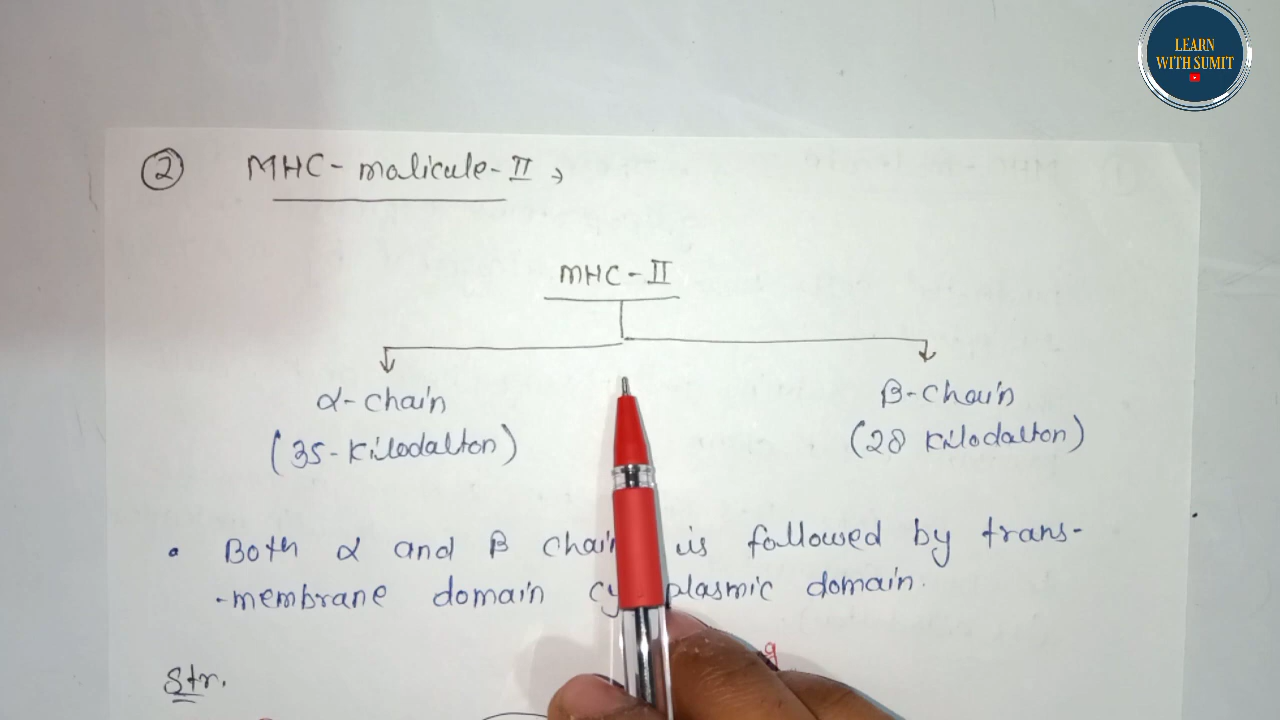 LEARN
WITH SUMIT
② MHC - malicule - II,
MHC - II
α-chain
β-chain
(35-Kilodalton)
(28 Kilodalton)
• Both α and β chain is followed by trans-
-membrane domain plasmic domain.
Str.
g